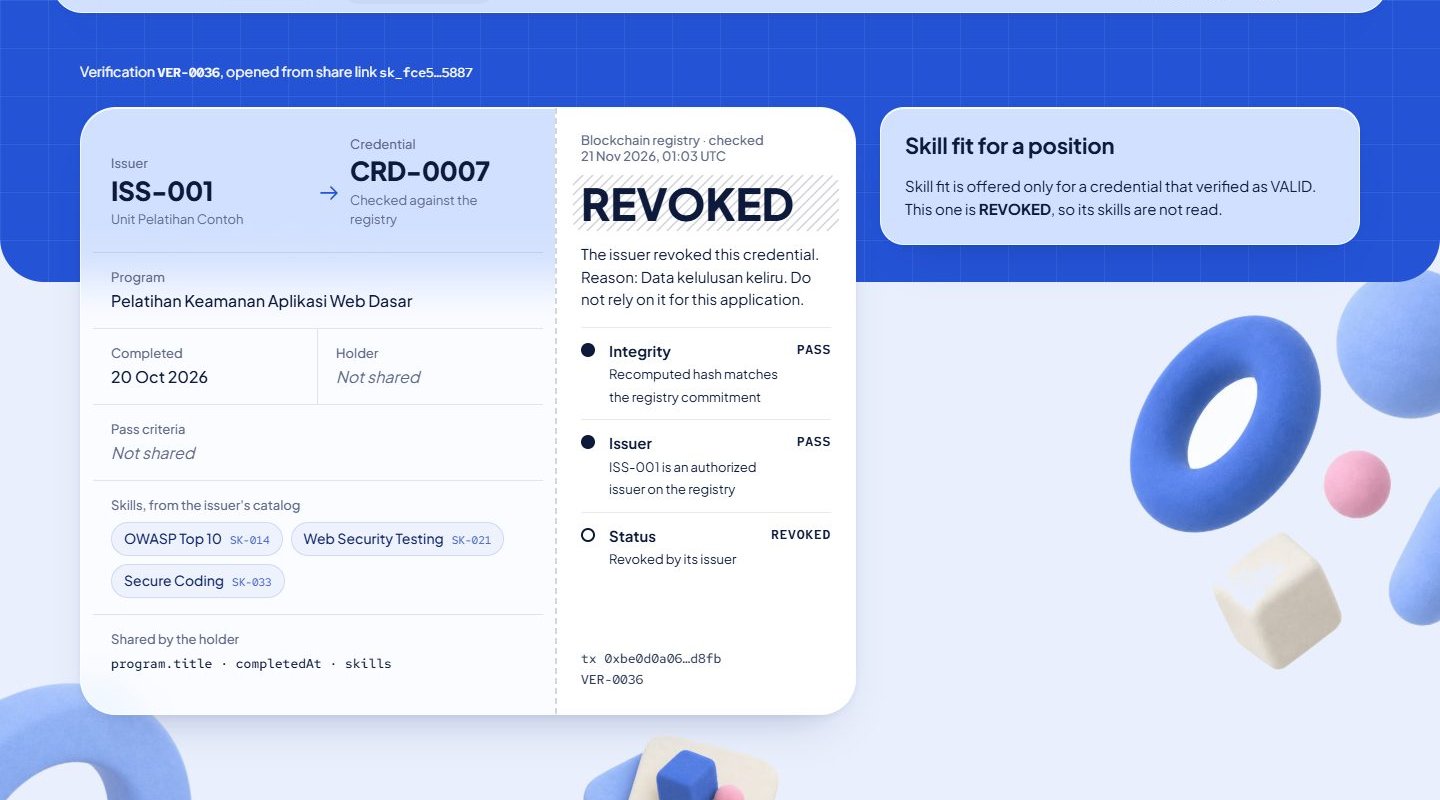 Verification VER-0036, opened from share link sk_fce5…5887
Issuer
ISS-001
Unit Pelatihan Contoh
→
Credential
CRD-0007
Checked against the
registry
Program
Pelatihan Keamanan Aplikasi Web Dasar
Completed
20 Oct 2026
Holder
Not shared
Pass criteria
Not shared
Skills, from the issuer's catalog
OWASP Top 10 SK-014
Web Security Testing SK-021
Secure Coding SK-033
Shared by the holder
program.title · completedAt · skills
Blockchain registry · checked
21 Nov 2026, 01:03 UTC
REVOKED
The issuer revoked this credential.
Reason: Data kelulusan keliru. Do
not rely on it for this application.
Integrity PASS
Recomputed hash matches
the registry commitment
Issuer PASS
ISS-001 is an authorized
issuer on the registry
Status REVOKED
Revoked by its issuer
tx 0xbe0d0a06…d8fb
VER-0036
Skill fit for a position
Skill fit is offered only for a credential that verified as VALID.
This one is REVOKED, so its skills are not read.